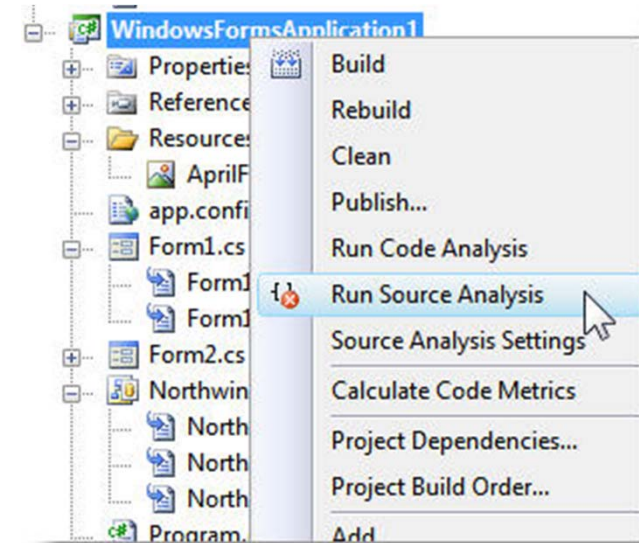 WindowsFormsApplication1
Propertie
Reference
Resources
AprilF
app.confi
Form1.cs
Form1
Form1
Form2.cs
Northwin
North
North
North
Program.
Build
Rebuild
Clean
Publish...
Run Code Analysis
Run Source Analysis
Source Analysis Settings
Calculate Code Metrics
Project Dependencies...
Project Build Order...
Add